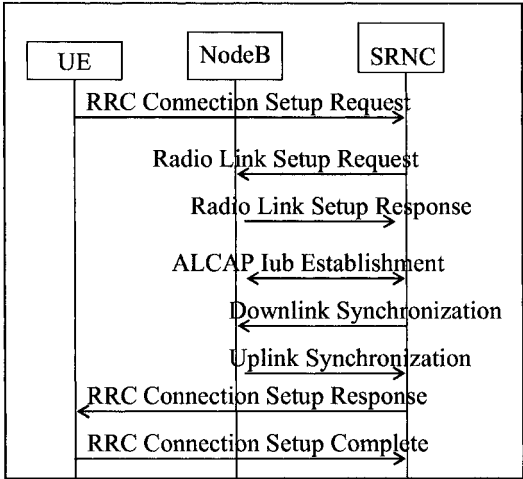 UE
NodeB
SRNC
RRC Connection Setup Request
Radio Link Setup Request
Radio Link Setup Response
ALCAP Iub Establishment
Downlink Synchronization
Uplink Synchronization
RRC Connection Setup Response
RRC Connection Setup Complete